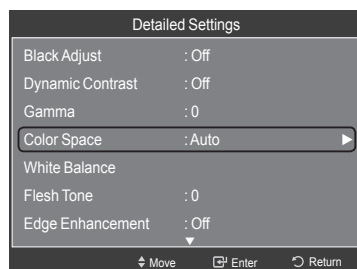 Detailed Settings
Black Adjust : Off
Dynamic Contrast : Off
Gamma : 0
Color Space : Auto
White Balance
Flesh Tone : 0
Edge Enhancement : Off
Move Enter Return